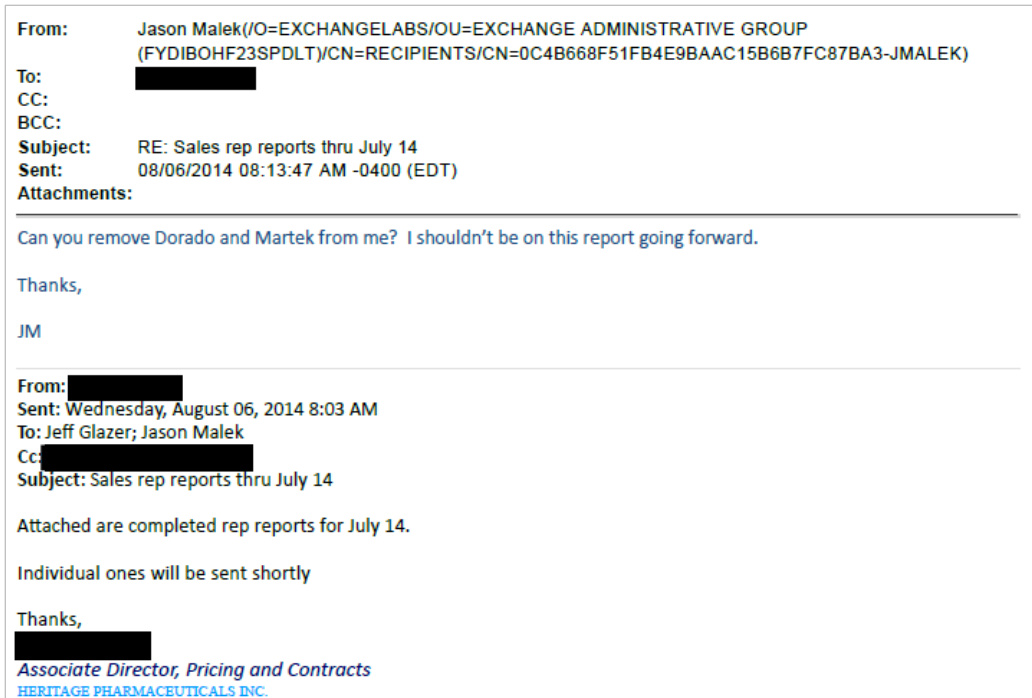 From: Jason Malek(/O=EXCHANGELABS/OU=EXCHANGE ADMINISTRATIVE GROUP
(FYDIBOHF23SPDLT)/CN=RECIPIENTS/CN=0C4B668F51FB4E9BAAC15B6B7FC87BA3-JMALEK)
To:
CC:
BCC:
Subject: RE: Sales rep reports thru July 14
Sent: 08/06/2014 08:13:47 AM -0400 (EDT)
Attachments:
Can you remove Dorado and Martek from me? I shouldn't be on this report going forward.
Thanks,
JM
From:
Sent: Wednesday, August 06, 2014 8:03 AM
To: Jeff Glazer; Jason Malek
Cc:
Subject: Sales rep reports thru July 14
Attached are completed rep reports for July 14.
Individual ones will be sent shortly
Thanks,
Associate Director, Pricing and Contracts
HERITAGE PHARMACEUTICALS INC.